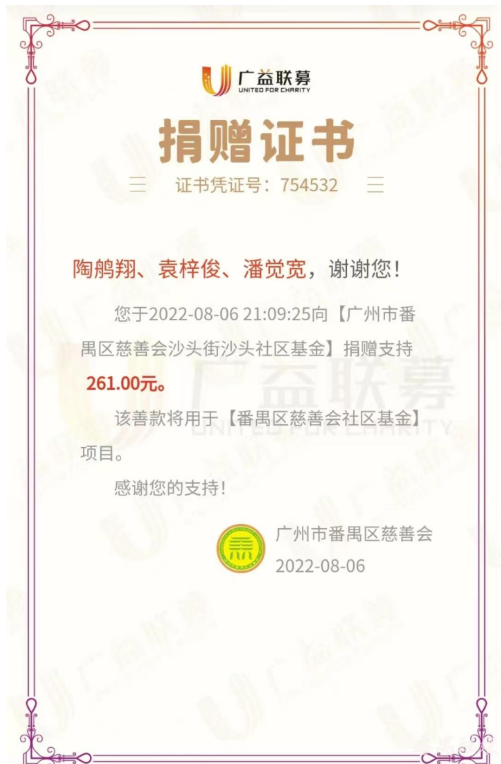 广益联募
UNITED FOR CHARITY
捐赠证书
证书凭证号：754532
陶鹧翔、袁梓俊、潘觉宽，谢谢您！
您于2022-08-06 21:09:25向【广州市番
禺区慈善会沙头街沙头社区基金】捐赠支持
261.00元。
该善款将用于【番禺区慈善会社区基金】
项目。
感谢您的支持！
广州市番禺区慈善会
2022-08-06